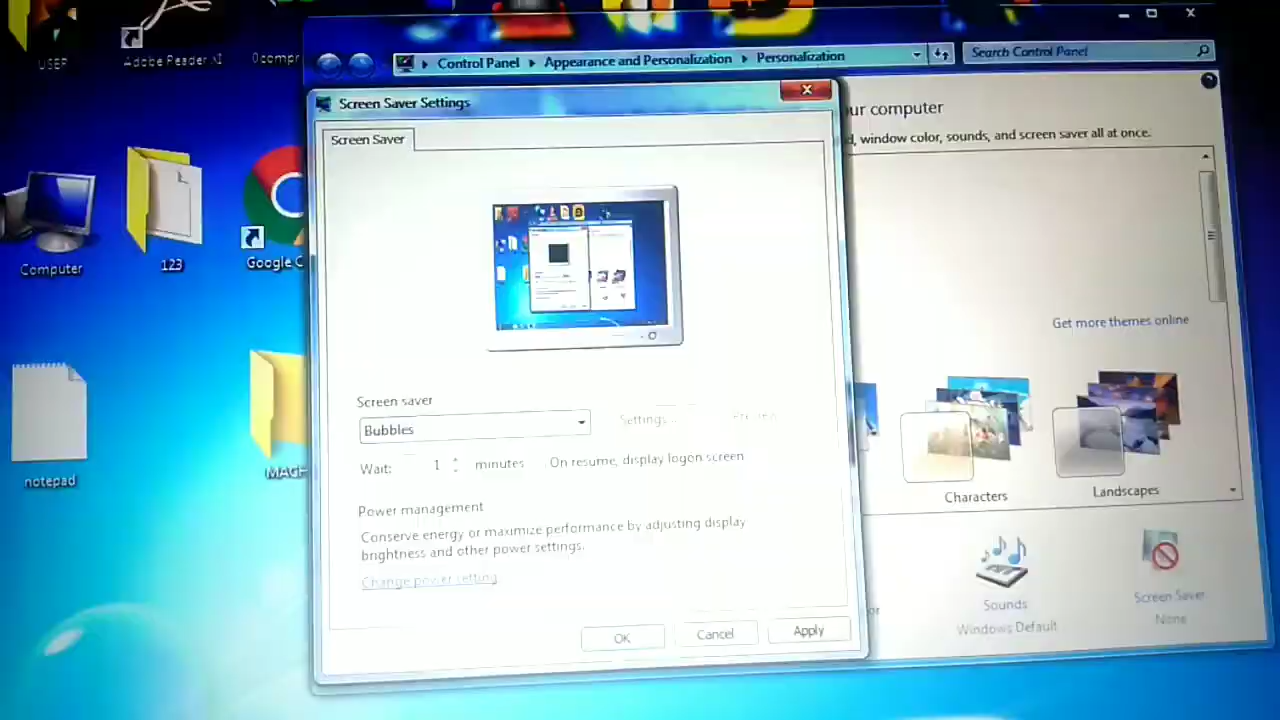 USER
Adobe Reader XI
0compr
Control Panel
Appearance and Personalization
Personalization
Search Control Panel
Screen Saver Settings
ur computer
d, window color, sounds, and screen saver all at once.
Screen Saver
Computer
123
Google C
Get more themes online
Screen saver
Bubbles
Settings...
Preview
Wait:
1
minutes
On resume, display logon screen
notepad
MAGH
Characters
Landscapes
Power management
Conserve energy or maximize performance by adjusting display
brightness and other power settings.
Change power setting
Sounds
Windows Default
Screen Saver
None
or
OK
Cancel
Apply